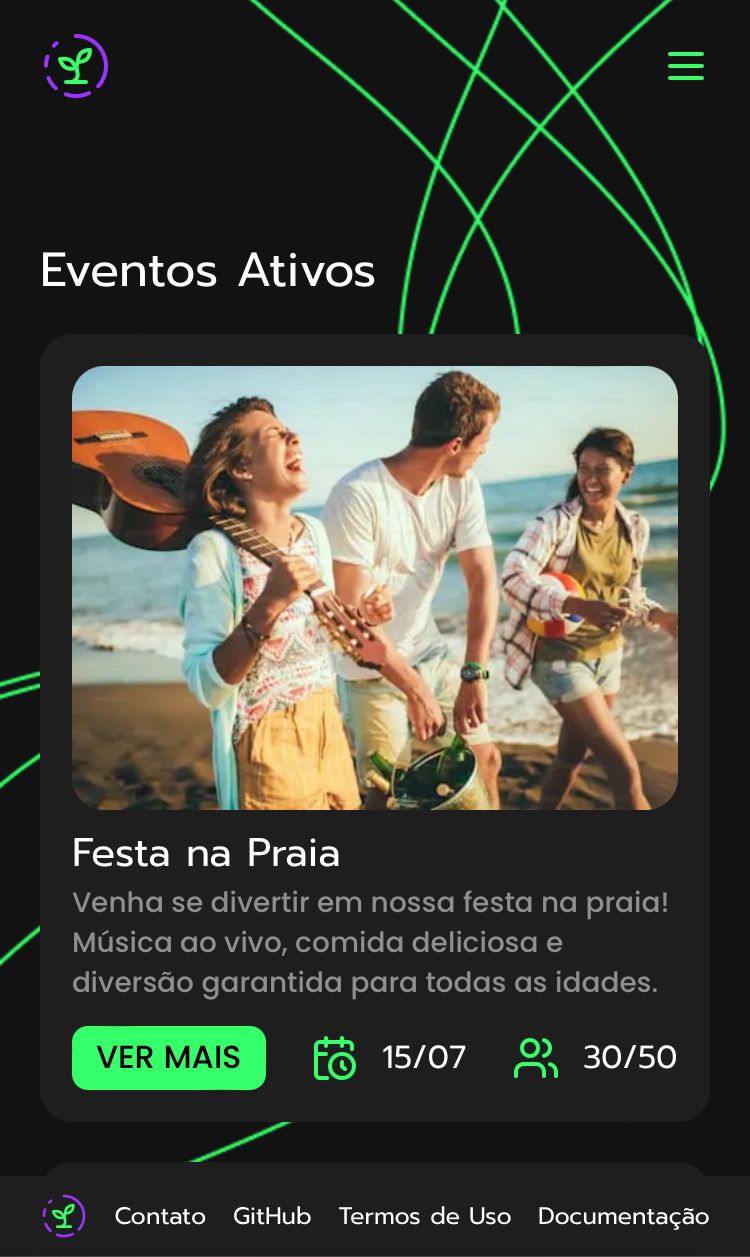 Eventos Ativos
Festa na Praia
Venha se divertir em nossa festa na praia!
Música ao vivo, comida deliciosa e
diversão garantida para todas as idades.
VER MAIS 15/07 30/50
Contato GitHub Termos de Uso Documentação